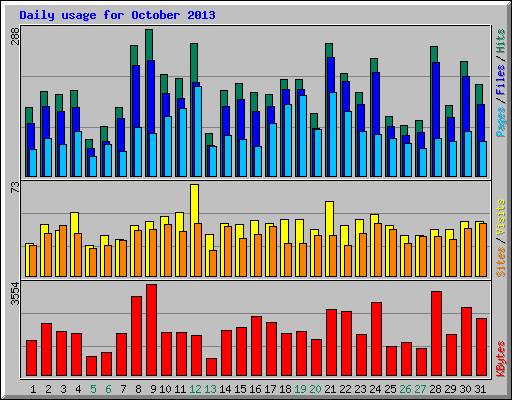 Daily usage for October 2013
288
Pages / Files / Hits
73
Sites / Visits
3554
KBytes
1 2 3 4 5 6 7 8 9 10 11 12 13 14 15 16 17 18 19 20 21 22 23 24 25 26 27 28 29 30 31